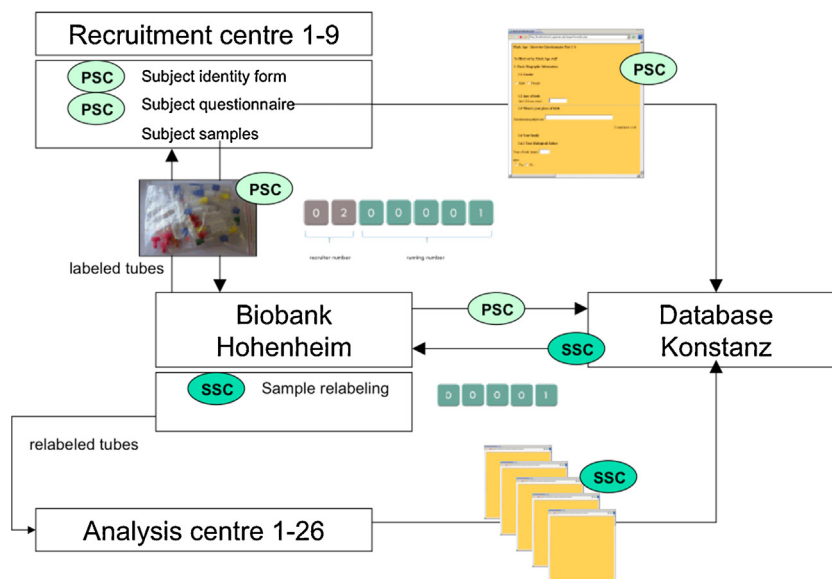 Recruitment centre 1-9
PSC
Subject identity form
PSC
Subject questionnaire
Subject samples
PSC
PSC
0 2 0 0 0 0 1
recruiter number
running number
labeled tubes
Biobank
Hohenheim
PSC
SSC
Database
Konstanz
SSC
Sample relabeling
0 0 0 0 1
relabeled tubes
SSC
Analysis centre 1-26